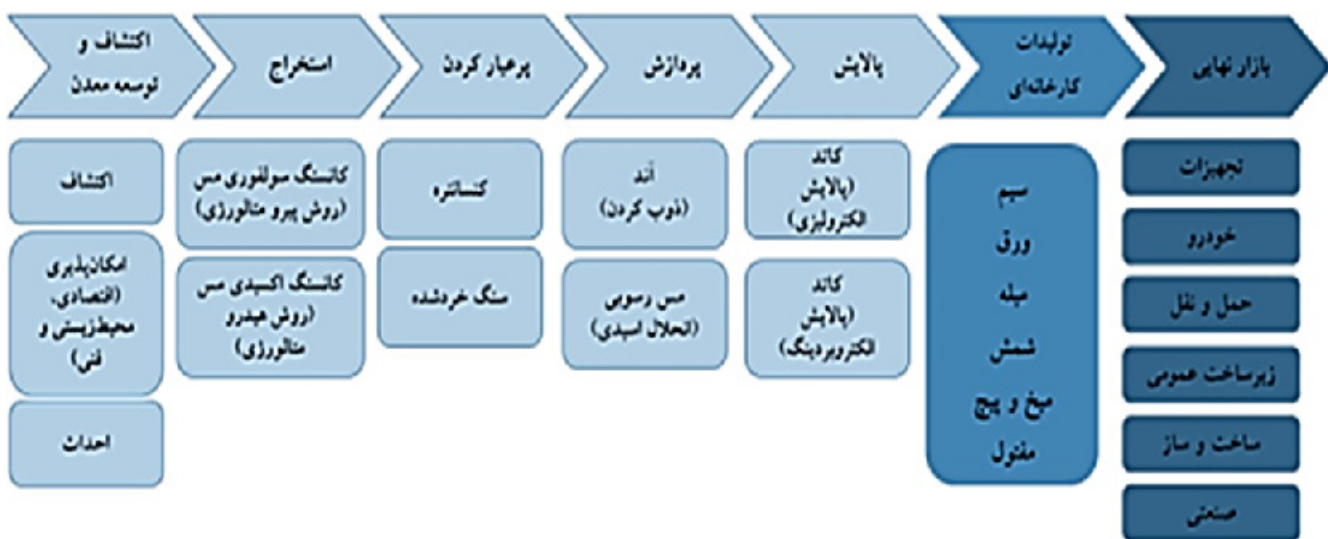 اکتشاف و
توسعه معدن
استخراج
پرعیار کردن
پردازش
پالایش
تولیدات
کارخانه‌ای
بازار نهایی
اکتشاف
امکان‌پذیری
(اقتصادی،
محیط‌زیستی و
فنی)
احداث
کانسنگ سولفوری مس
(روش پیرو متالورژی)
کانسنگ اکسیدی مس
(روش هیدرو
متالورژی)
کنسانتره
سنگ خردشده
آند
(ذوب کردن)
مس رسوبی
(انحلال اسیدی)
کاتد
(پالایش
الکترولیزی)
کاتد
(پالایش
الکترووینینگ)
سیم
ورق
میله
شمش
میخ و پیچ
مفتول
تجهیزات
خودرو
حمل و نقل
زیرساخت عمومی
ساخت و ساز
صنعتی